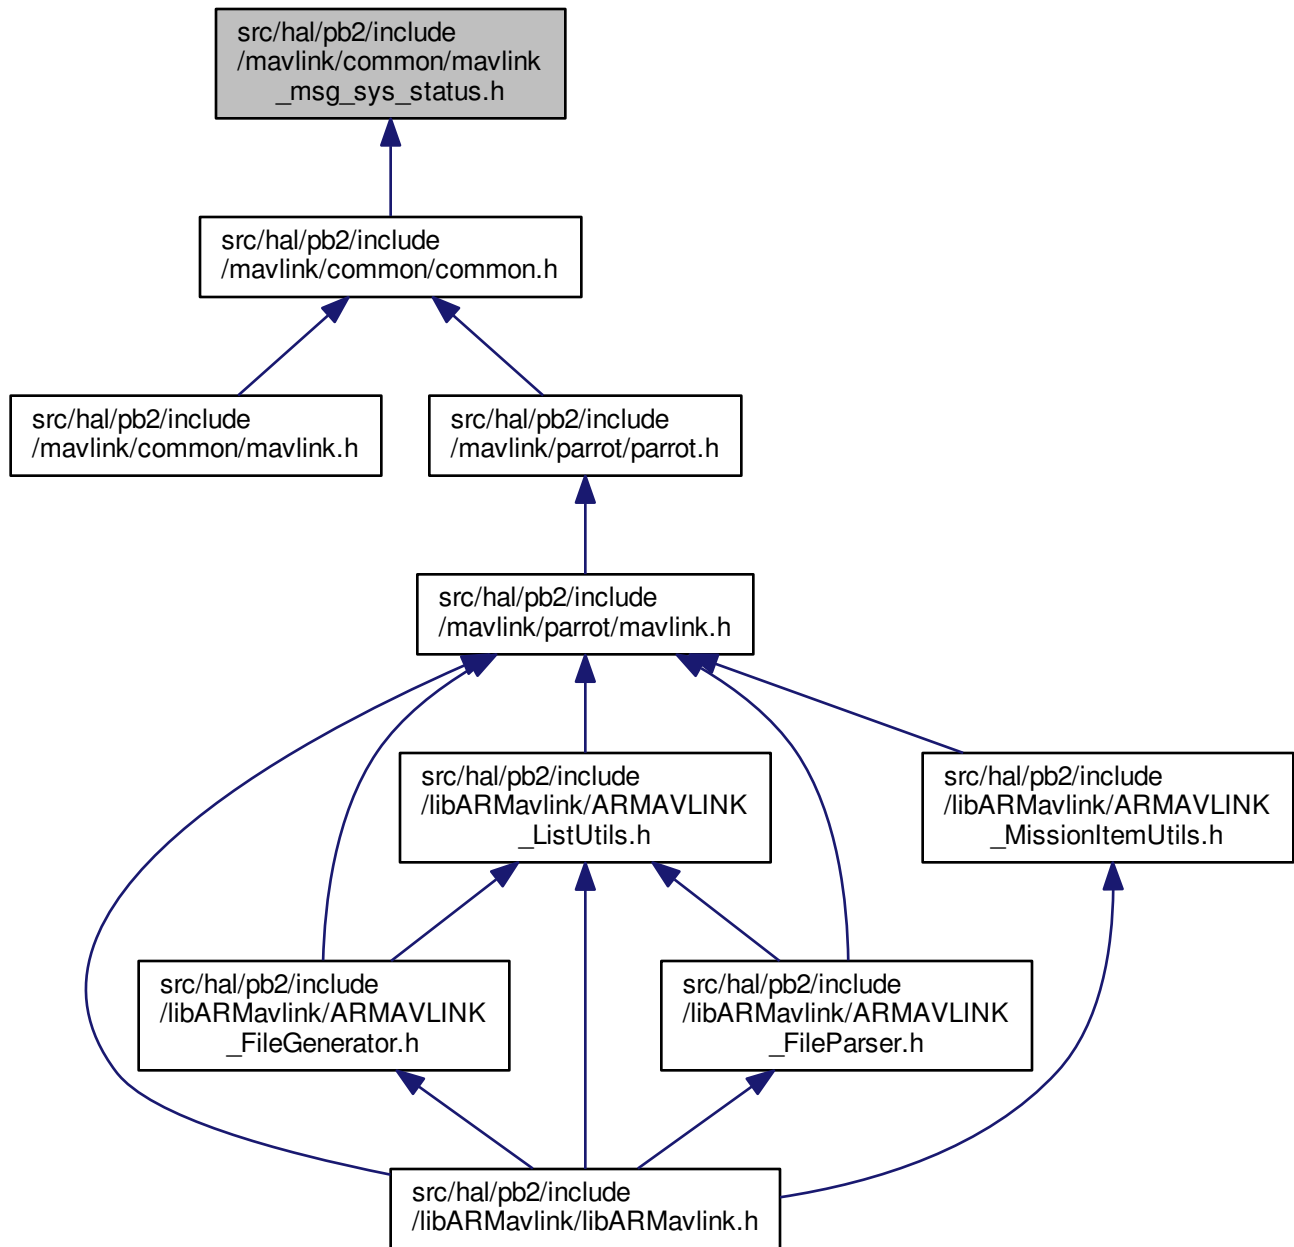 src/hal/pb2/include
/mavlink/common/mavlink
_msg_sys_status.h
src/hal/pb2/include
/mavlink/common/common.h
src/hal/pb2/include
/mavlink/common/mavlink.h
src/hal/pb2/include
/mavlink/parrot/parrot.h
src/hal/pb2/include
/mavlink/parrot/mavlink.h
src/hal/pb2/include
/libARMavlink/ARMAVLINK
_ListUtils.h
src/hal/pb2/include
/libARMavlink/ARMAVLINK
_MissionItemUtils.h
src/hal/pb2/include
/libARMavlink/ARMAVLINK
_FileGenerator.h
src/hal/pb2/include
/libARMavlink/ARMAVLINK
_FileParser.h
src/hal/pb2/include
/libARMavlink/libARMavlink.h